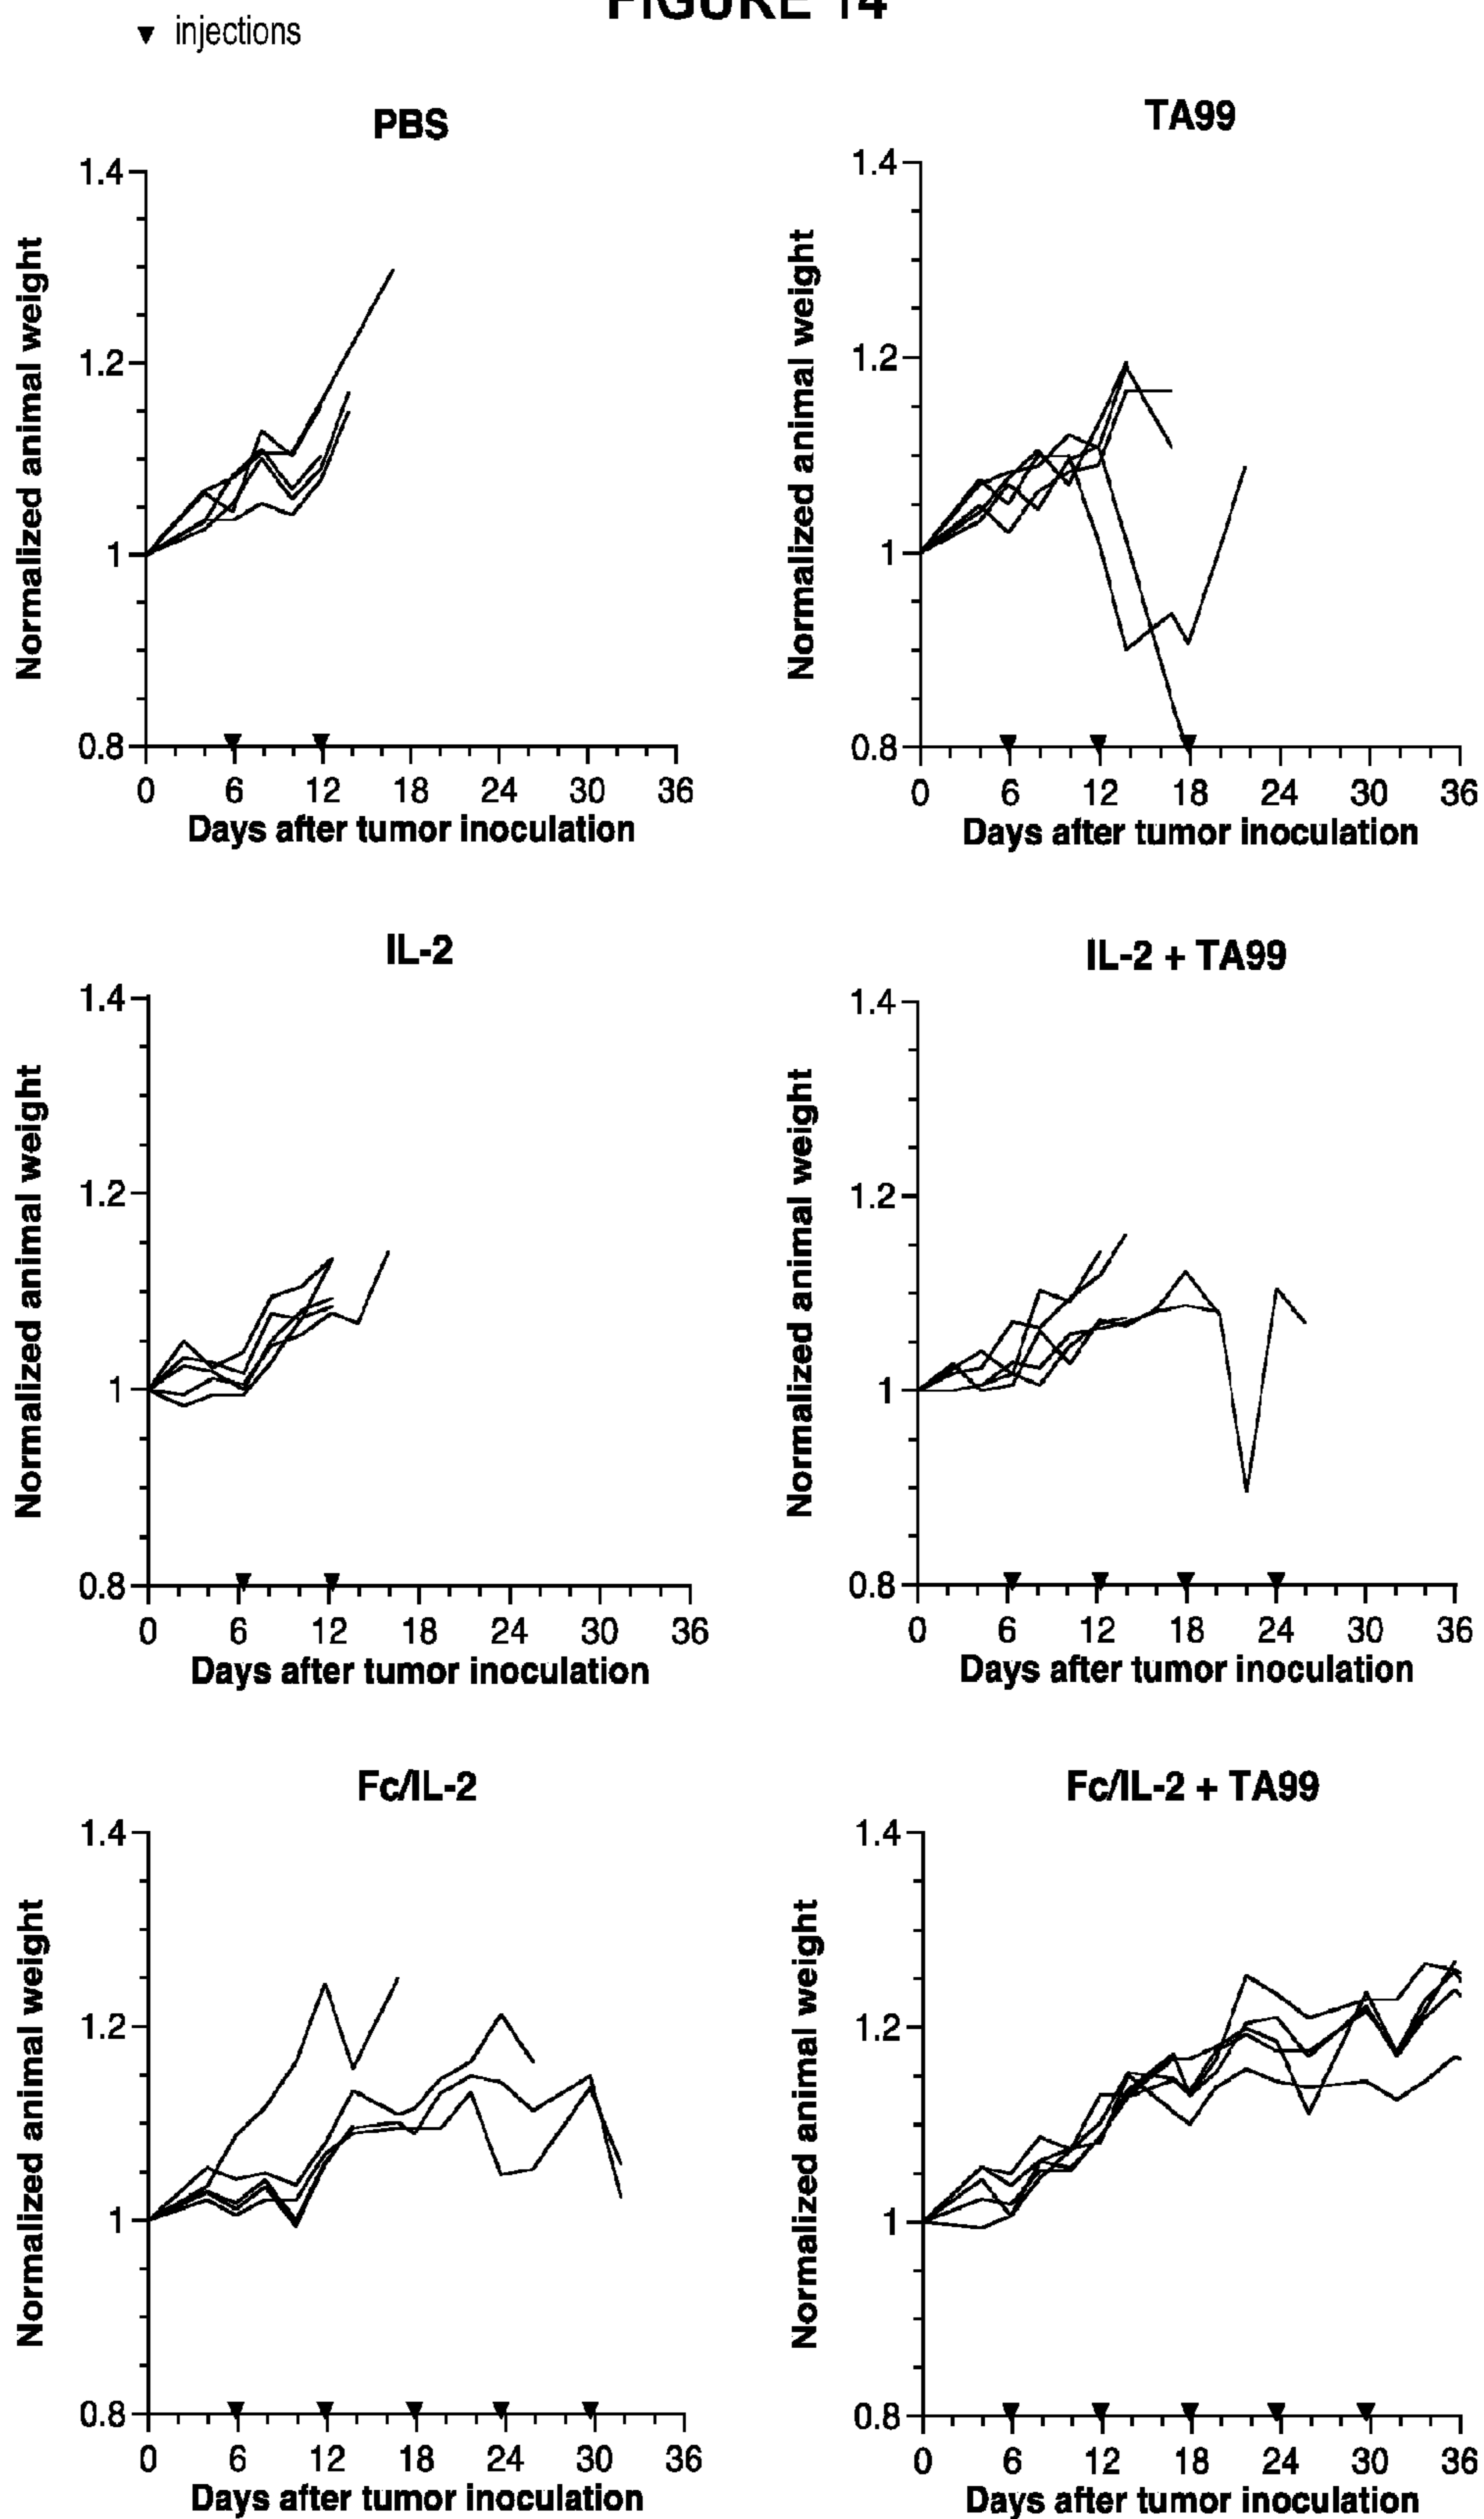 FIGURE 14
▼ injections
PBS
Normalized animal weight
1.4
1.2
1
0.8
0 6 12 18 24 30 36
Days after tumor inoculation
TA99
Normalized animal weight
1.4
1.2
1
0.8
0 6 12 18 24 30 36
Days after tumor inoculation
IL-2
Normalized animal weight
1.4
1.2
1
0.8
0 6 12 18 24 30 36
Days after tumor inoculation
IL-2 + TA99
Normalized animal weight
1.4
1.2
1
0.8
0 6 12 18 24 30 36
Days after tumor inoculation
Fc/IL-2
Normalized animal weight
1.4
1.2
1
0.8
0 6 12 18 24 30 36
Days after tumor inoculation
Fc/IL-2 + TA99
Normalized animal weight
1.4
1.2
1
0.8
0 6 12 18 24 30 36
Days after tumor inoculation